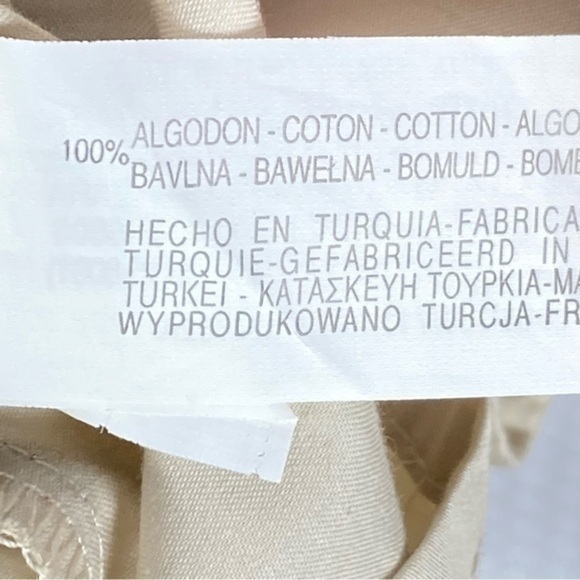 100% ALGODON - COTON - COTTON - ALGO
BAVLNA - BAWEŁNA - BOMULD - BOME
HECHO EN TURQUIA-FABRICA
TURQUIE-GEFABRICEERD IN
TURKEI - ΚΑΤΑΣΚΕΥΗ ΤΟΥΡΚΙΑ-MA
WYPRODUKOWANO TURCJA-FR